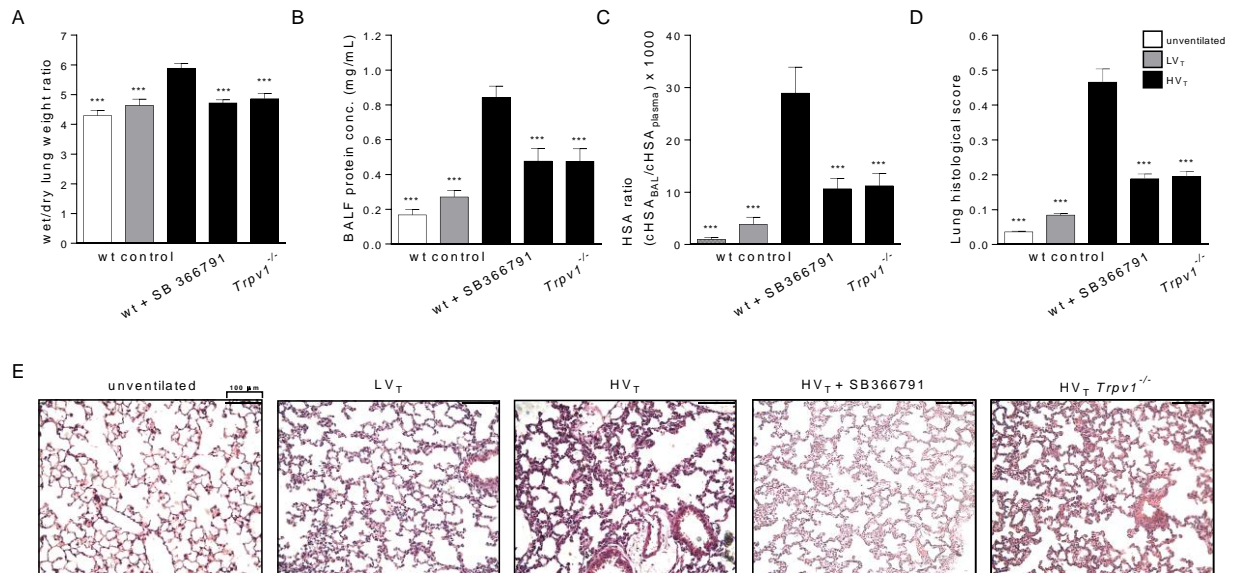 A
wet/dry lung weight ratio
7
6
5
4
3
2
1
0
***
***
***
***
wt control
wt + SB 366791
Trpv1-/-
B
BALF protein conc. (mg/mL)
1.2
1.0
0.8
0.6
0.4
0.2
0.0
***
***
***
***
wt control
wt + SB366791
Trpv1-/-
C
HSA ratio
(cHSABAL/cHSAplasma) x 1000
40
30
20
10
0
***
***
***
***
wt control
wt + SB366791
Trpv1-/-
D
Lung histological score
0.6
0.5
0.4
0.3
0.2
0.1
0.0
***
***
***
***
wt control
wt + SB366791
Trpv1-/-
unventilated
LVT
HVT
E
unventilated
100 µm
LVT
HVT
HVT + SB366791
HVT Trpv1-/-